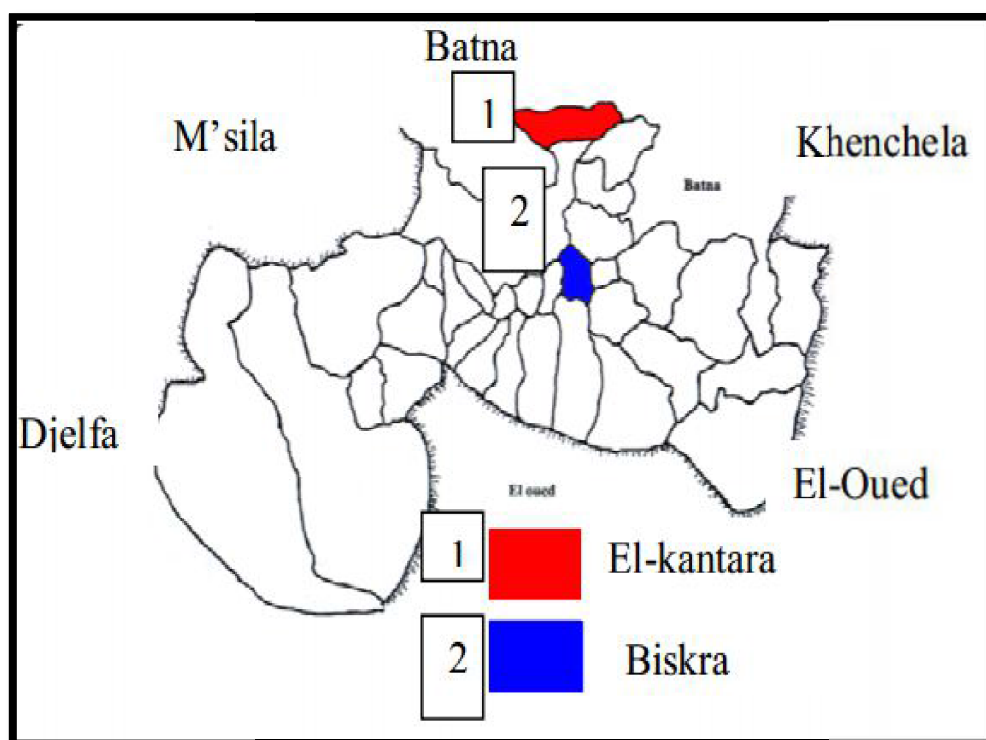 Batna
1
M'sila
Khenchela
Batna
2
Djelfa
El-Oued
El oued
1
El-kantara
2
Biskra